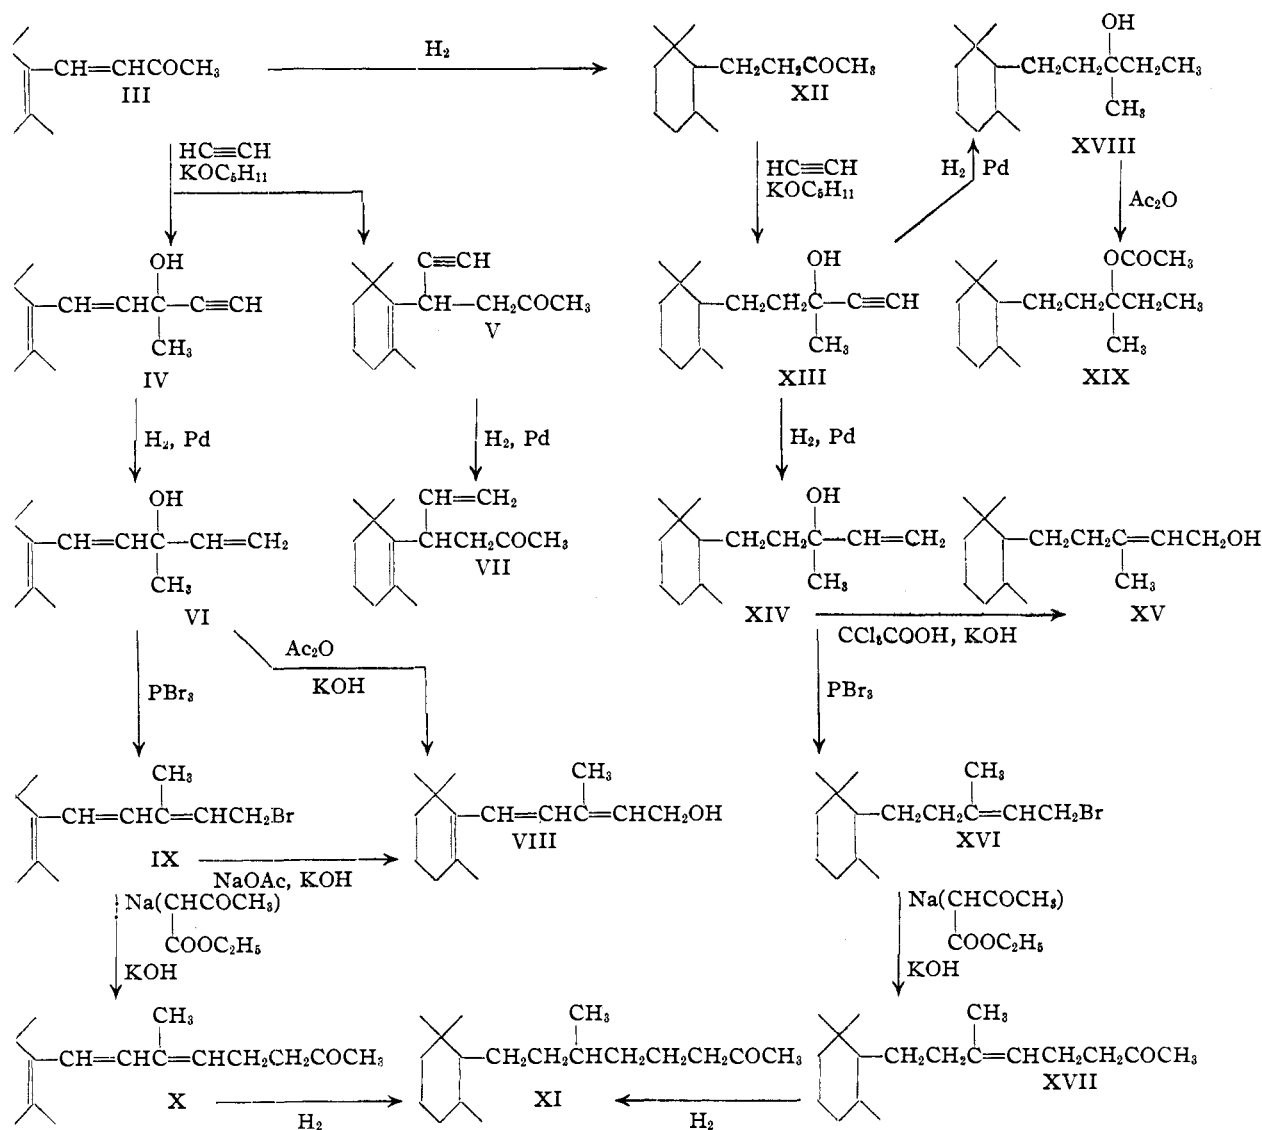 CH=CHCOCH₃
III
H₂
CH₂CH₂COCH₃
XII
OH
CH₂CH₂CCH₂CH₃
CH₃
XVIII
HC≡CH
KOC₅H₁₁
HC≡CH
KOC₅H₁₁
H₂ Pd
Ac₂O
OH
CH=CHC—C≡CH
CH₃
IV
C≡CH
CH—CH₂COCH₃
V
OH
CH₂CH₂C—C≡CH
CH₃
XIII
OCOCH₃
CH₂CH₂CCH₂CH₃
CH₃
XIX
H₂, Pd
H₂, Pd
H₂, Pd
OH
CH=CHC—CH=CH₂
CH₃
VI
CH=CH₂
CHCH₂COCH₃
VII
OH
CH₂CH₂C—CH=CH₂
CH₃
XIV
CH₂CH₂C=CHCH₂OH
CH₃
XV
CCl₃COOH, KOH
Ac₂O
KOH
PBr₃
PBr₃
CH₃
CH=CHC=CHCH₂Br
IX
CH₃
CH=CHC=CHCH₂OH
VIII
CH₃
CH₂CH₂C=CHCH₂Br
XVI
NaOAc, KOH
Na(CHCOCH₃)
COOC₂H₅
KOH
Na(CHCOCH₃)
COOC₂H₅
KOH
CH₃
CH=CHC=CHCH₂CH₂COCH₃
X
CH₃
CH₂CH₂CHCH₂CH₂CH₂COCH₃
XI
CH₃
CH₂CH₂C=CHCH₂CH₂COCH₃
XVII
H₂
H₂